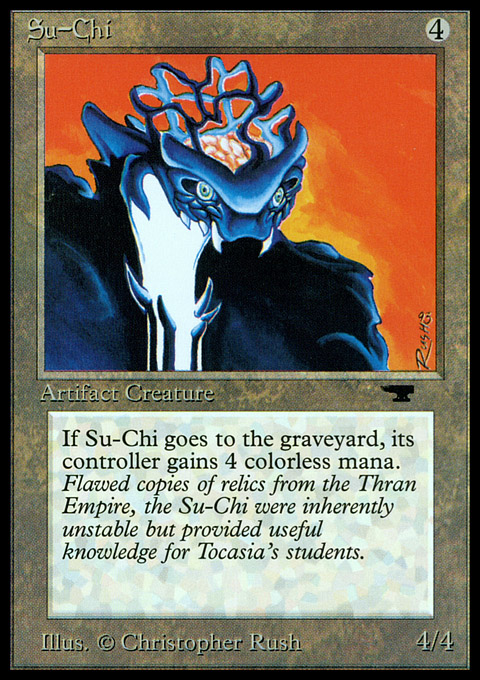 Su-Chi
4
Rush
Artifact Creature
If Su-Chi goes to the graveyard, its
controller gains 4 colorless mana.
Flawed copies of relics from the Thran
Empire, the Su-Chi were inherently
unstable but provided useful
knowledge for Tocasia's students.
Illus. © Christopher Rush
4/4